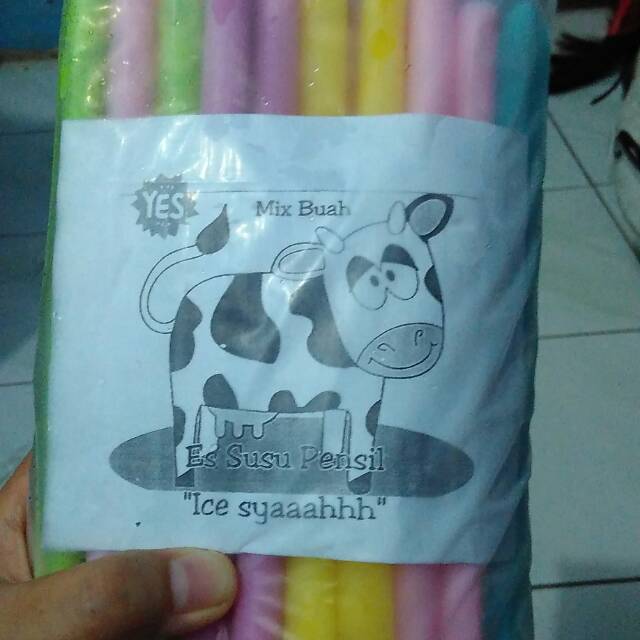 YES
Mix Buah
Es Susu Pensil
"Ice syaaahhh"